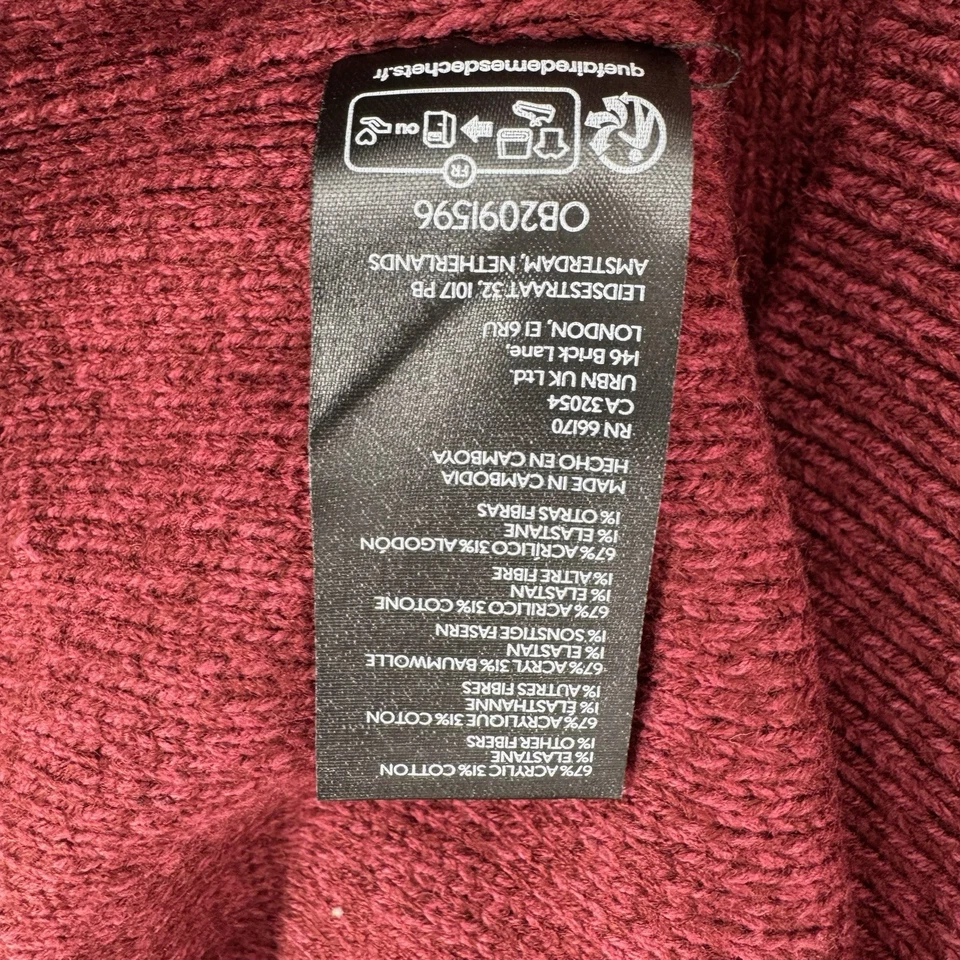 67% ACRYLIC 31% COTTON
1% ELASTANE
1% OTHER FIBERS
67% ACRYLIQUE 31% COTON
1% ELASTHANNE
1% AUTRES FIBRES
67% ACRYL 31% BAUMWOLLE
1% ELASTAN
1% SONSTIGE FASERN
67% ACRILICO 31% COTONE
1% ELASTAN
1% ALTRE FIBRE
67% ACRÍLICO 31% ALGODÓN
1% ELASTANE
1% OTRAS FIBRAS
MADE IN CAMBODIA
HECHO EN CAMBOYA
RN 66170
CA 32054
URBN UK Ltd.
146 Brick Lane,
LONDON, E1 6RU
LEIDSESTRAAT 32, 1017 PB
AMSTERDAM, NETHERLANDS
OB2091596
FR
ou
quefairedemesdechets.fr